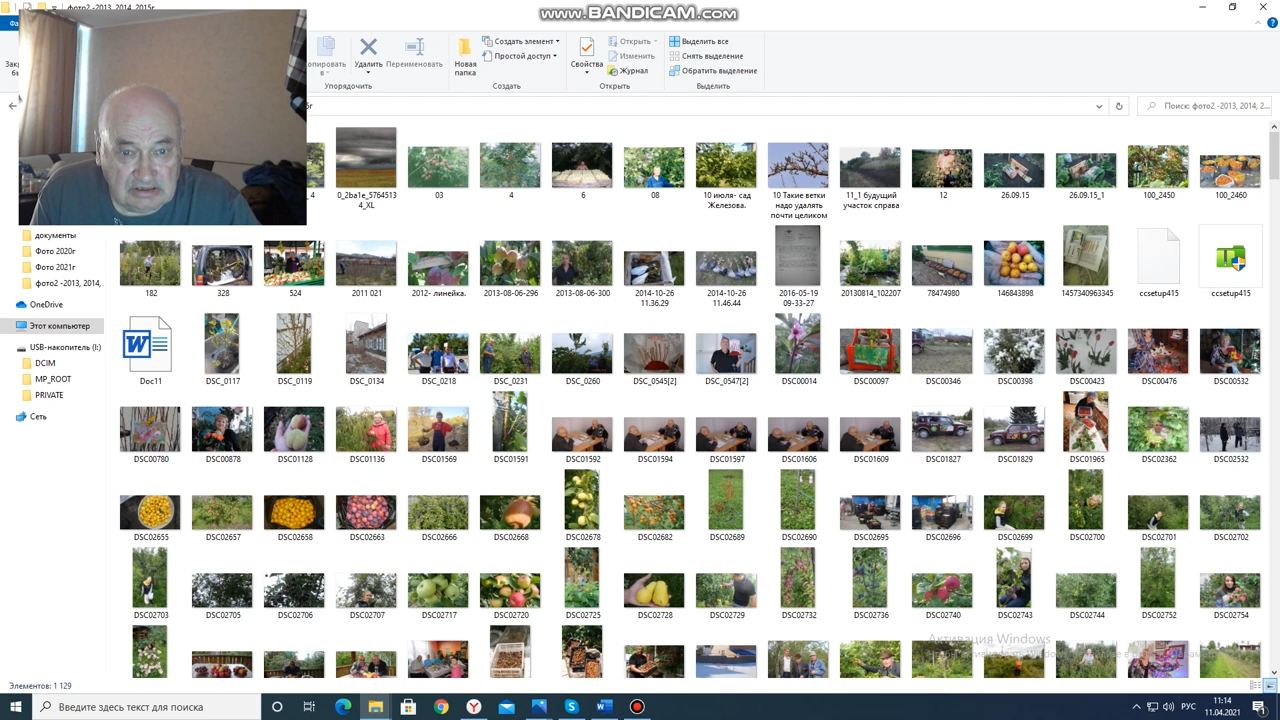 фото2 -2013, 2014, 2015г
www.BANDICAM.com
Удалить
Переименовать
Новая папка
Создать элемент
Простой доступ
Свойства
Открыть
Изменить
Журнал
Выделить все
Снять выделение
Обратить выделение
Упорядочить
Создать
Открыть
Выделить
Поиск: фото2 -2013, 2014, 2...
4
0_2ba1e_5764513
4_XL
03
4
6
08
10 июля- сад
Железова.
10 Такие ветки
надо удалять
почти целиком
11_1 будущий
участок справа
12
26.09.15
26.09.15_1
100_2450
100_2460
документы
Фото 2020г
Фото 2021г
фото2 -2013, 2014,
OneDrive
Этот компьютер
USB-накопитель (I:)
DCIM
MP_ROOT
PRIVATE
Сеть
182
328
524
2011 021
2012- линейка.
2013-08-06-296
2013-08-06-300
2014-10-26
11.36.29
2014-10-26
11.46.44
2016-05-19
09-33-27
20130814_102207
78474980
146843898
1457340963345
ccsetup415
ccsetup415
Doc11
DSC_0117
DSC_0119
DSC_0134
DSC_0218
DSC_0231
DSC_0260
DSC_0545[2]
DSC_0547[2]
DSC00014
DSC00097
DSC00346
DSC00398
DSC00423
DSC00476
DSC00532
DSC00780
DSC00878
DSC01128
DSC01136
DSC01569
DSC01591
DSC01592
DSC01594
DSC01597
DSC01606
DSC01609
DSC01827
DSC01829
DSC01965
DSC02362
DSC02532
DSC02655
DSC02657
DSC02658
DSC02663
DSC02666
DSC02668
DSC02678
DSC02682
DSC02689
DSC02690
DSC02695
DSC02696
DSC02699
DSC02700
DSC02701
DSC02702
DSC02703
DSC02705
DSC02706
DSC02707
DSC02717
DSC02720
DSC02725
DSC02728
DSC02729
DSC02732
DSC02736
DSC02740
DSC02743
DSC02744
DSC02752
DSC02754
Активация Windows
Элементов: 1 129
Введите здесь текст для поиска
РУС
11:14
11.04.2021